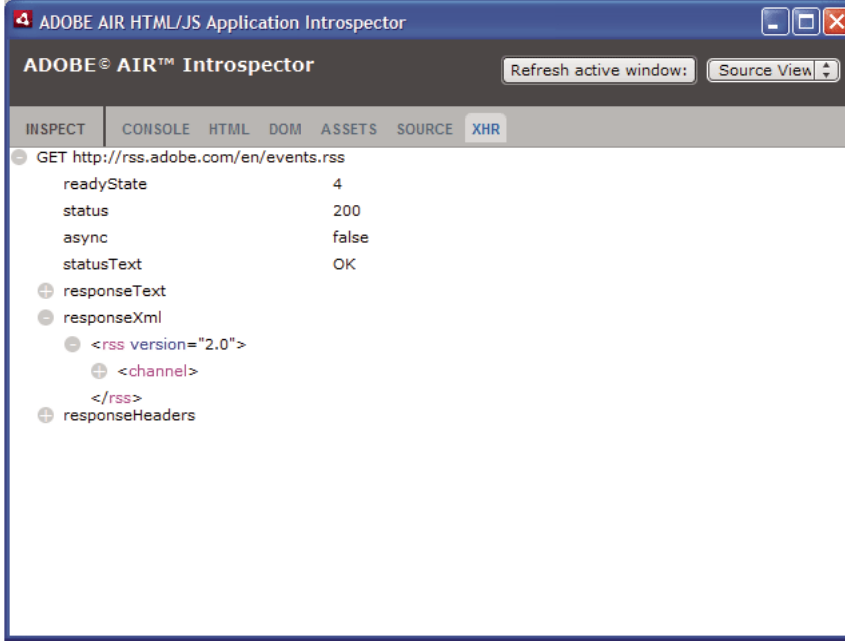 ADOBE AIR HTML/JS Application Introspector
ADOBE© AIR™ Introspector
Refresh active window:
Source View
INSPECT CONSOLE HTML DOM ASSETS SOURCE XHR
GET http://rss.adobe.com/en/events.rss
readyState 4
status 200
async false
statusText OK
responseText
responseXml
<rss version="2.0">
<channel>
</rss>
responseHeaders